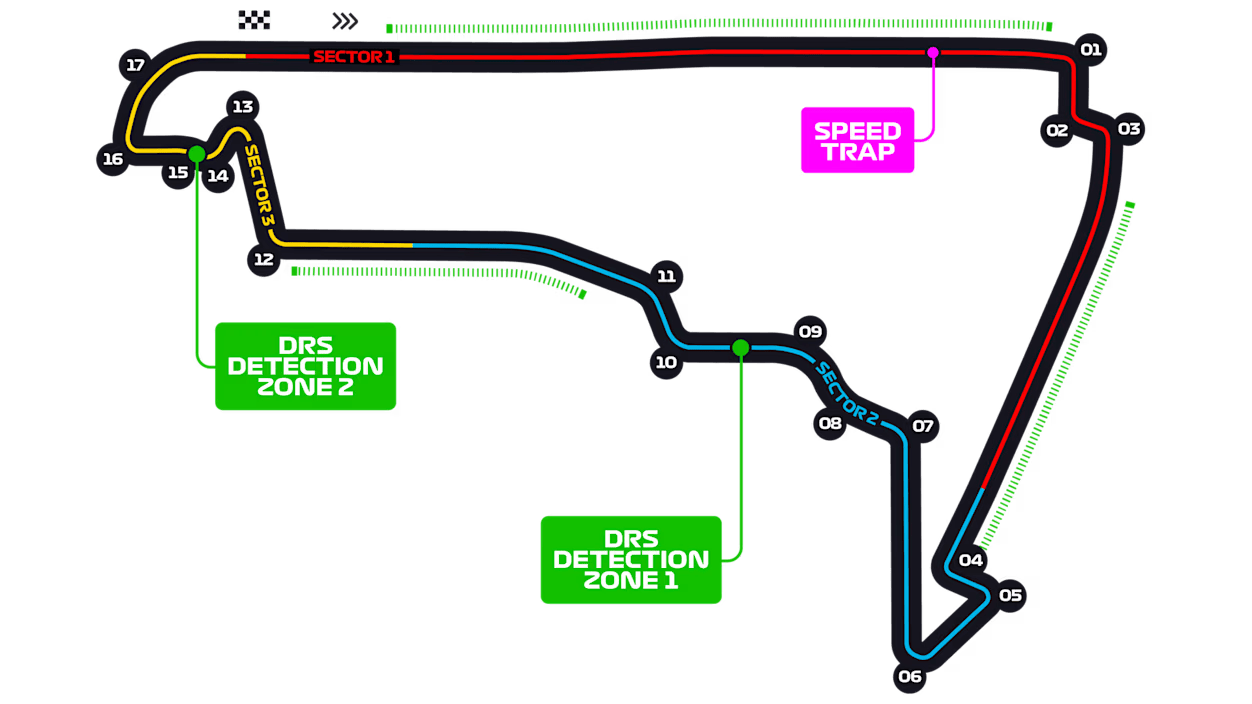 SECTOR 1
01
17
13
SPEED
TRAP
02
03
16
15
14
SECTOR 3
12
11
DRS
DETECTION
ZONE 2
09
10
SECTOR 2
08
07
DRS
DETECTION
ZONE 1
04
05
06